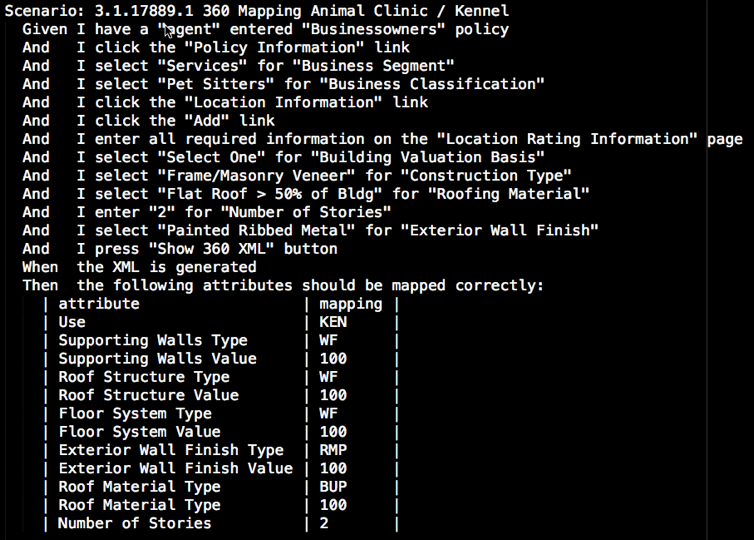 Scenario: 3.1.17889.1 360 Mapping Animal Clinic / Kennel
Given I have a "agent" entered "Businessowners" policy
And I click the "Policy Information" link
And I select "Services" for "Business Segment"
And I select "Pet Sitters" for "Business Classification"
And I click the "Location Information" link
And I click the "Add" link
And I enter all required information on the "Location Rating Information" page
And I select "Select One" for "Building Valuation Basis"
And I select "Frame/Masonry Veneer" for "Construction Type"
And I select "Flat Roof > 50% of Bldg" for "Roofing Material"
And I enter "2" for "Number of Stories"
And I select "Painted Ribbed Metal" for "Exterior Wall Finish"
And I press "Show 360 XML" button
When the XML is generated
Then the following attributes should be mapped correctly:
| attribute | mapping |
| Use | KEN |
| Supporting Walls Type | WF |
| Supporting Walls Value | 100 |
| Roof Structure Type | WF |
| Roof Structure Value | 100 |
| Floor System Type | WF |
| Floor System Value | 100 |
| Exterior Wall Finish Type | RMP |
| Exterior Wall Finish Value | 100 |
| Roof Material Type | BUP |
| Roof Material Type | 100 |
| Number of Stories | 2 |